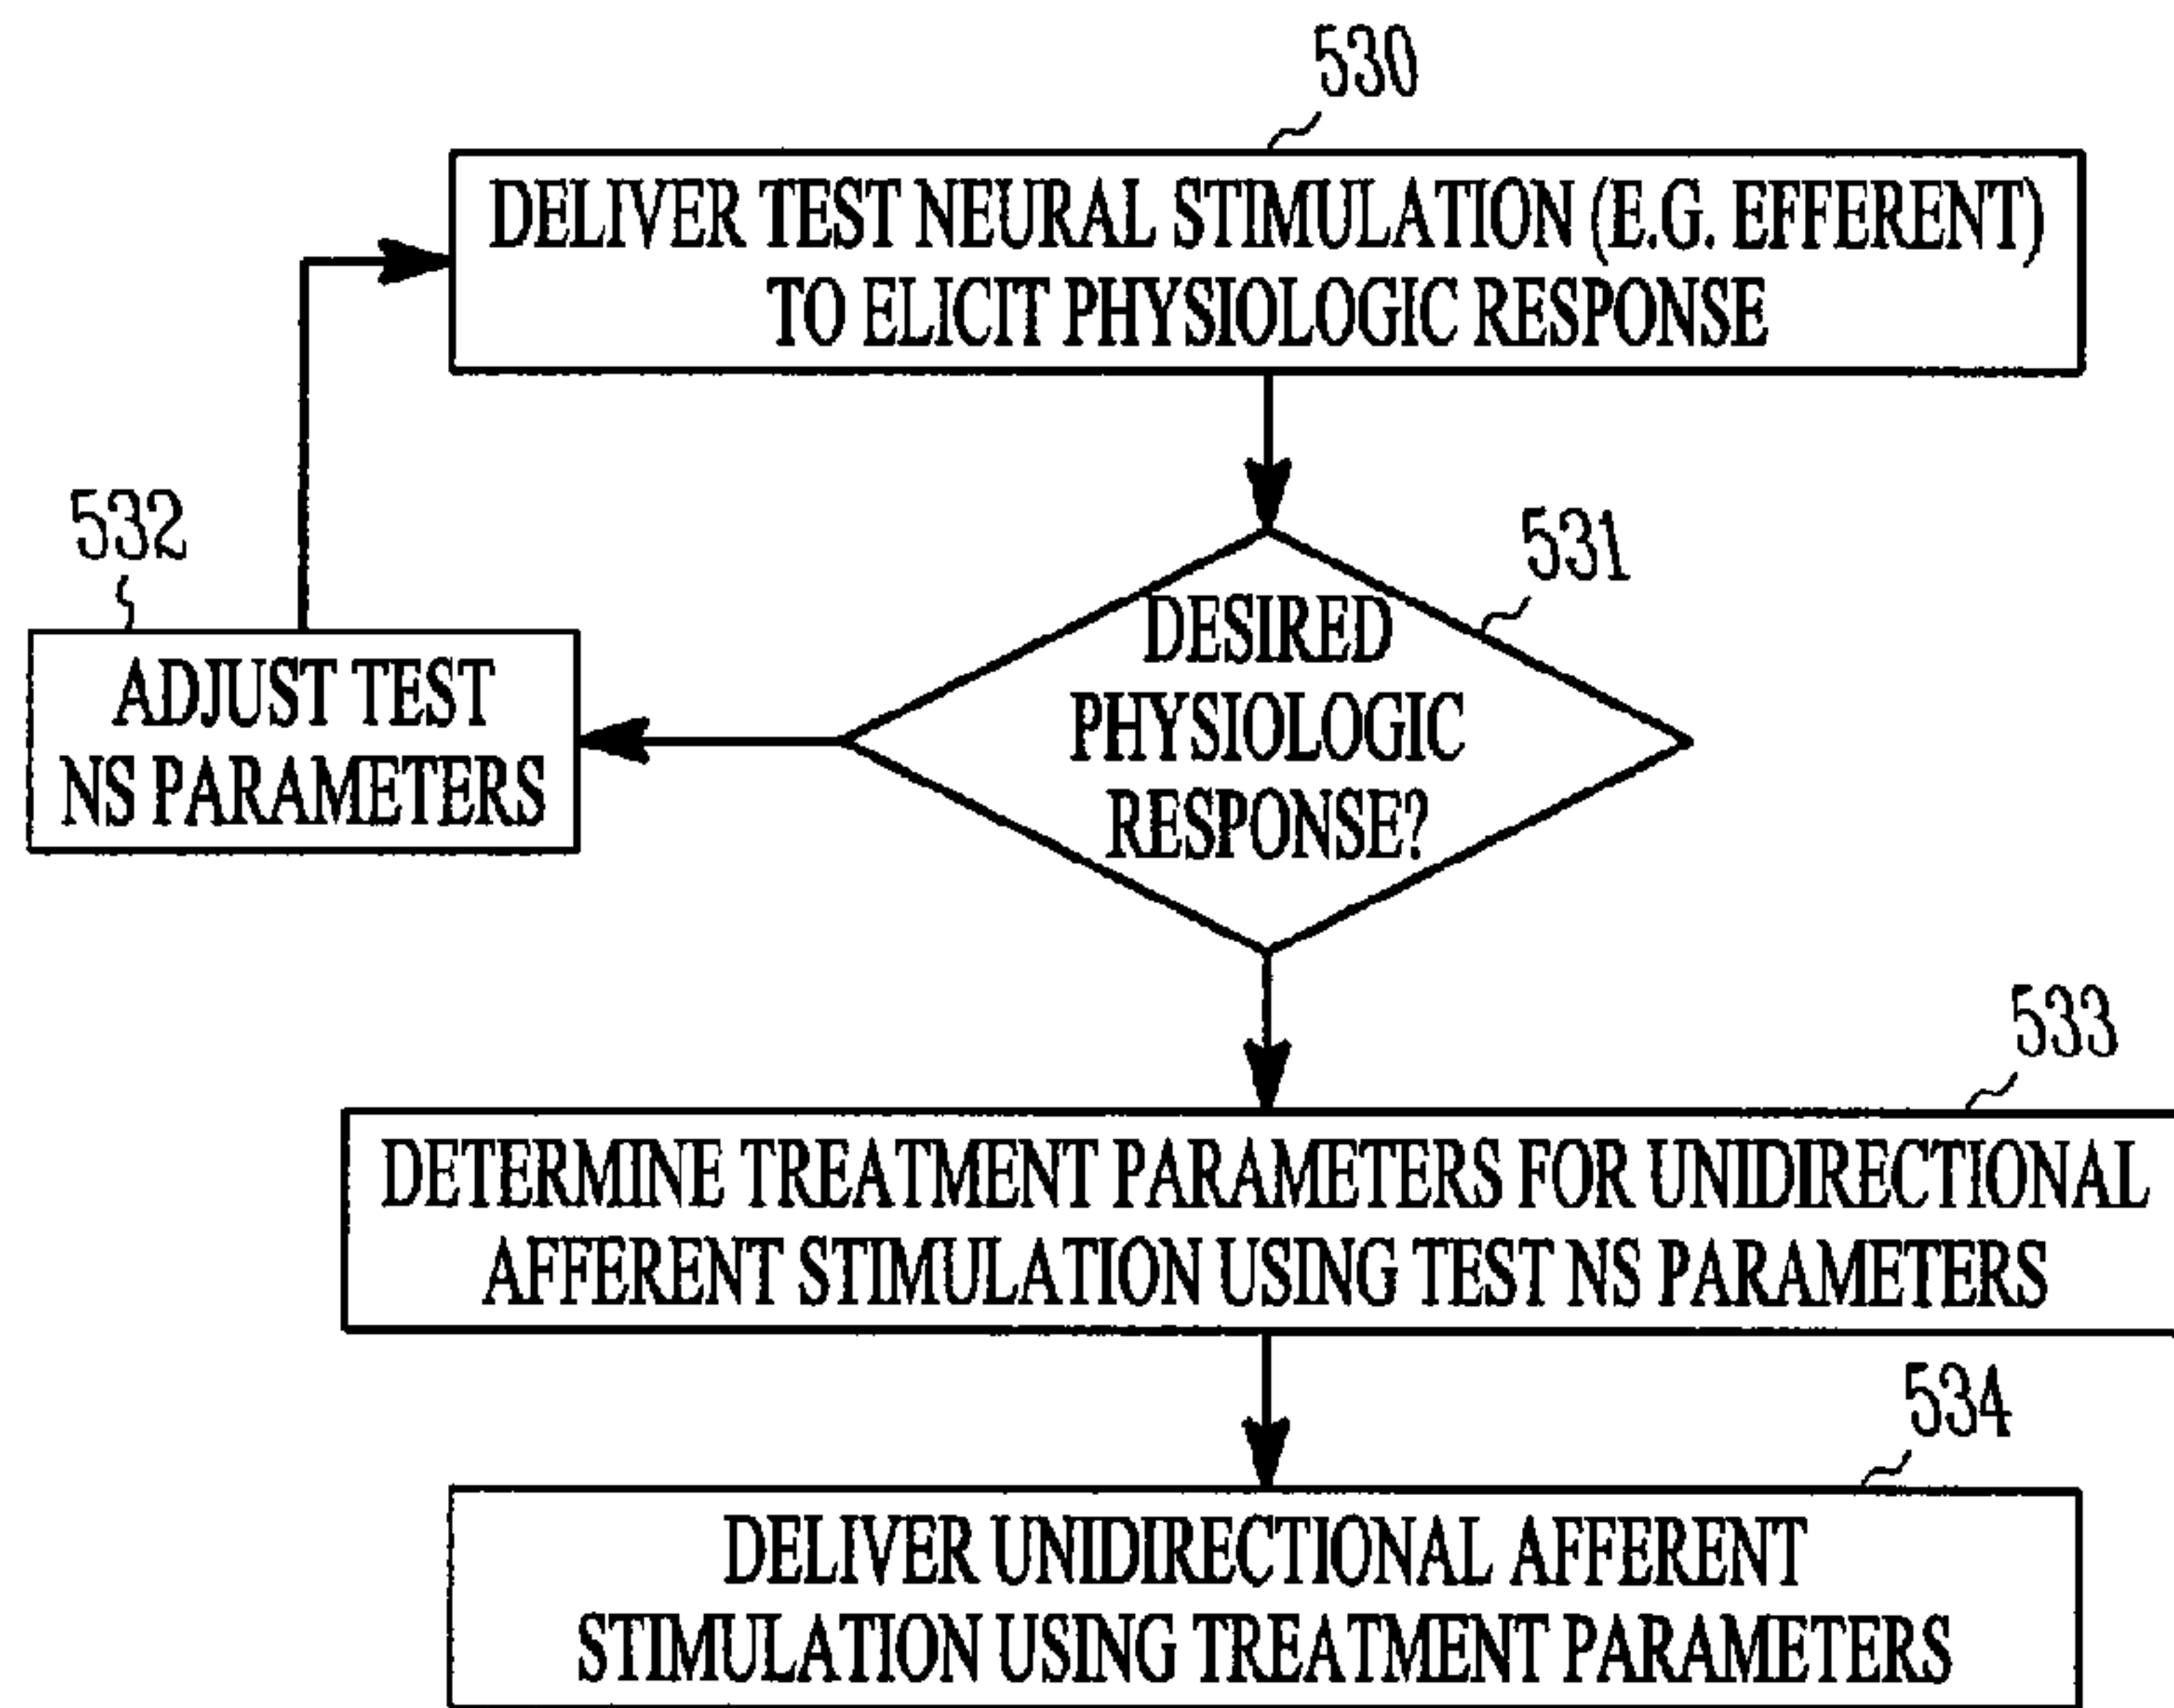 530
DELIVER TEST NEURAL STIMULATION (E.G. EFFERENT)
TO ELICIT PHYSIOLOGIC RESPONSE
531
DESIRED
PHYSIOLOGIC
RESPONSE?
532
ADJUST TEST
NS PARAMETERS
533
DETERMINE TREATMENT PARAMETERS FOR UNIDIRECTIONAL
AFFERENT STIMULATION USING TEST NS PARAMETERS
534
DELIVER UNIDIRECTIONAL AFFERENT
STIMULATION USING TREATMENT PARAMETERS